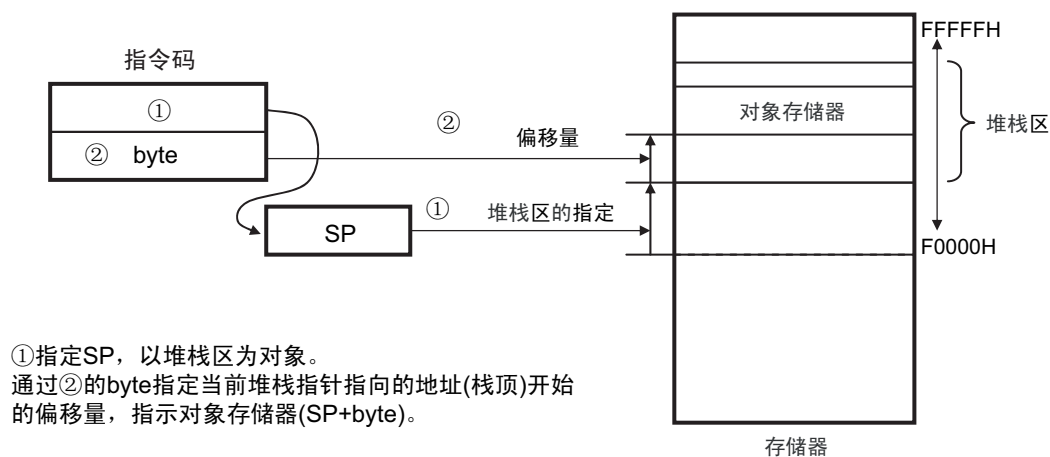 FFFFFH
指令码
①
对象存储器
②
堆栈区
② byte
偏移量
①
堆栈区的指定
SP
F0000H
①指定SP，以堆栈区为对象。
通过②的byte指定当前堆栈指针指向的地址(栈顶)开始
的偏移量，指示对象存储器(SP+byte)。
存储器